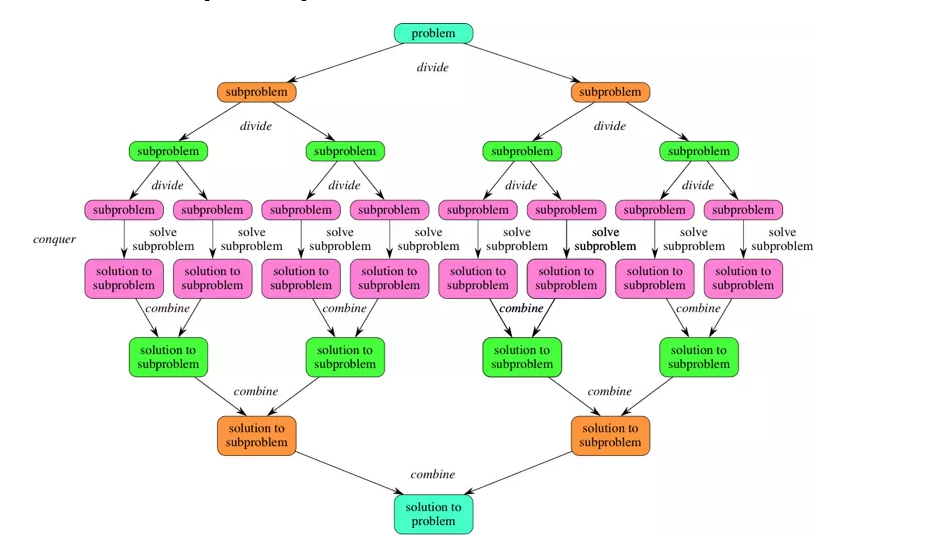 problem
divide
subproblem subproblem
divide divide
subproblem subproblem subproblem subproblem
divide divide divide divide
subproblem subproblem subproblem subproblem subproblem subproblem subproblem subproblem
conquer
solve solve solve solve solve solve solve solve
subproblem subproblem subproblem subproblem subproblem subproblem subproblem subproblem
solution to solution to solution to solution to solution to solution to solution to solution to
subproblem subproblem subproblem subproblem subproblem subproblem subproblem subproblem
combine combine combine combine
solution to solution to solution to solution to
subproblem subproblem subproblem subproblem
combine combine
solution to solution to
subproblem subproblem
combine
solution to
problem